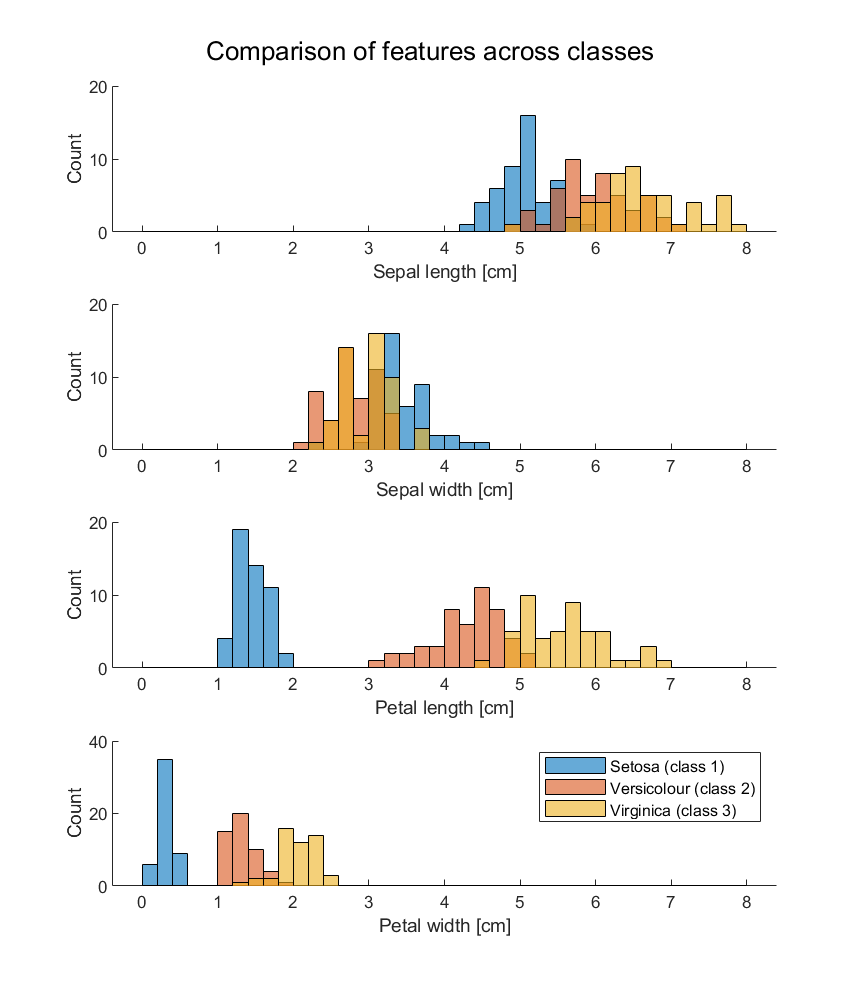 Comparison of features across classes
20
10
0
Count
0 1 2 3 4 5 6 7 8
Sepal length [cm]
20
10
0
Count
0 1 2 3 4 5 6 7 8
Sepal width [cm]
20
10
0
Count
0 1 2 3 4 5 6 7 8
Petal length [cm]
40
20
0
Count
Setosa (class 1)
Versicolour (class 2)
Virginica (class 3)
0 1 2 3 4 5 6 7 8
Petal width [cm]